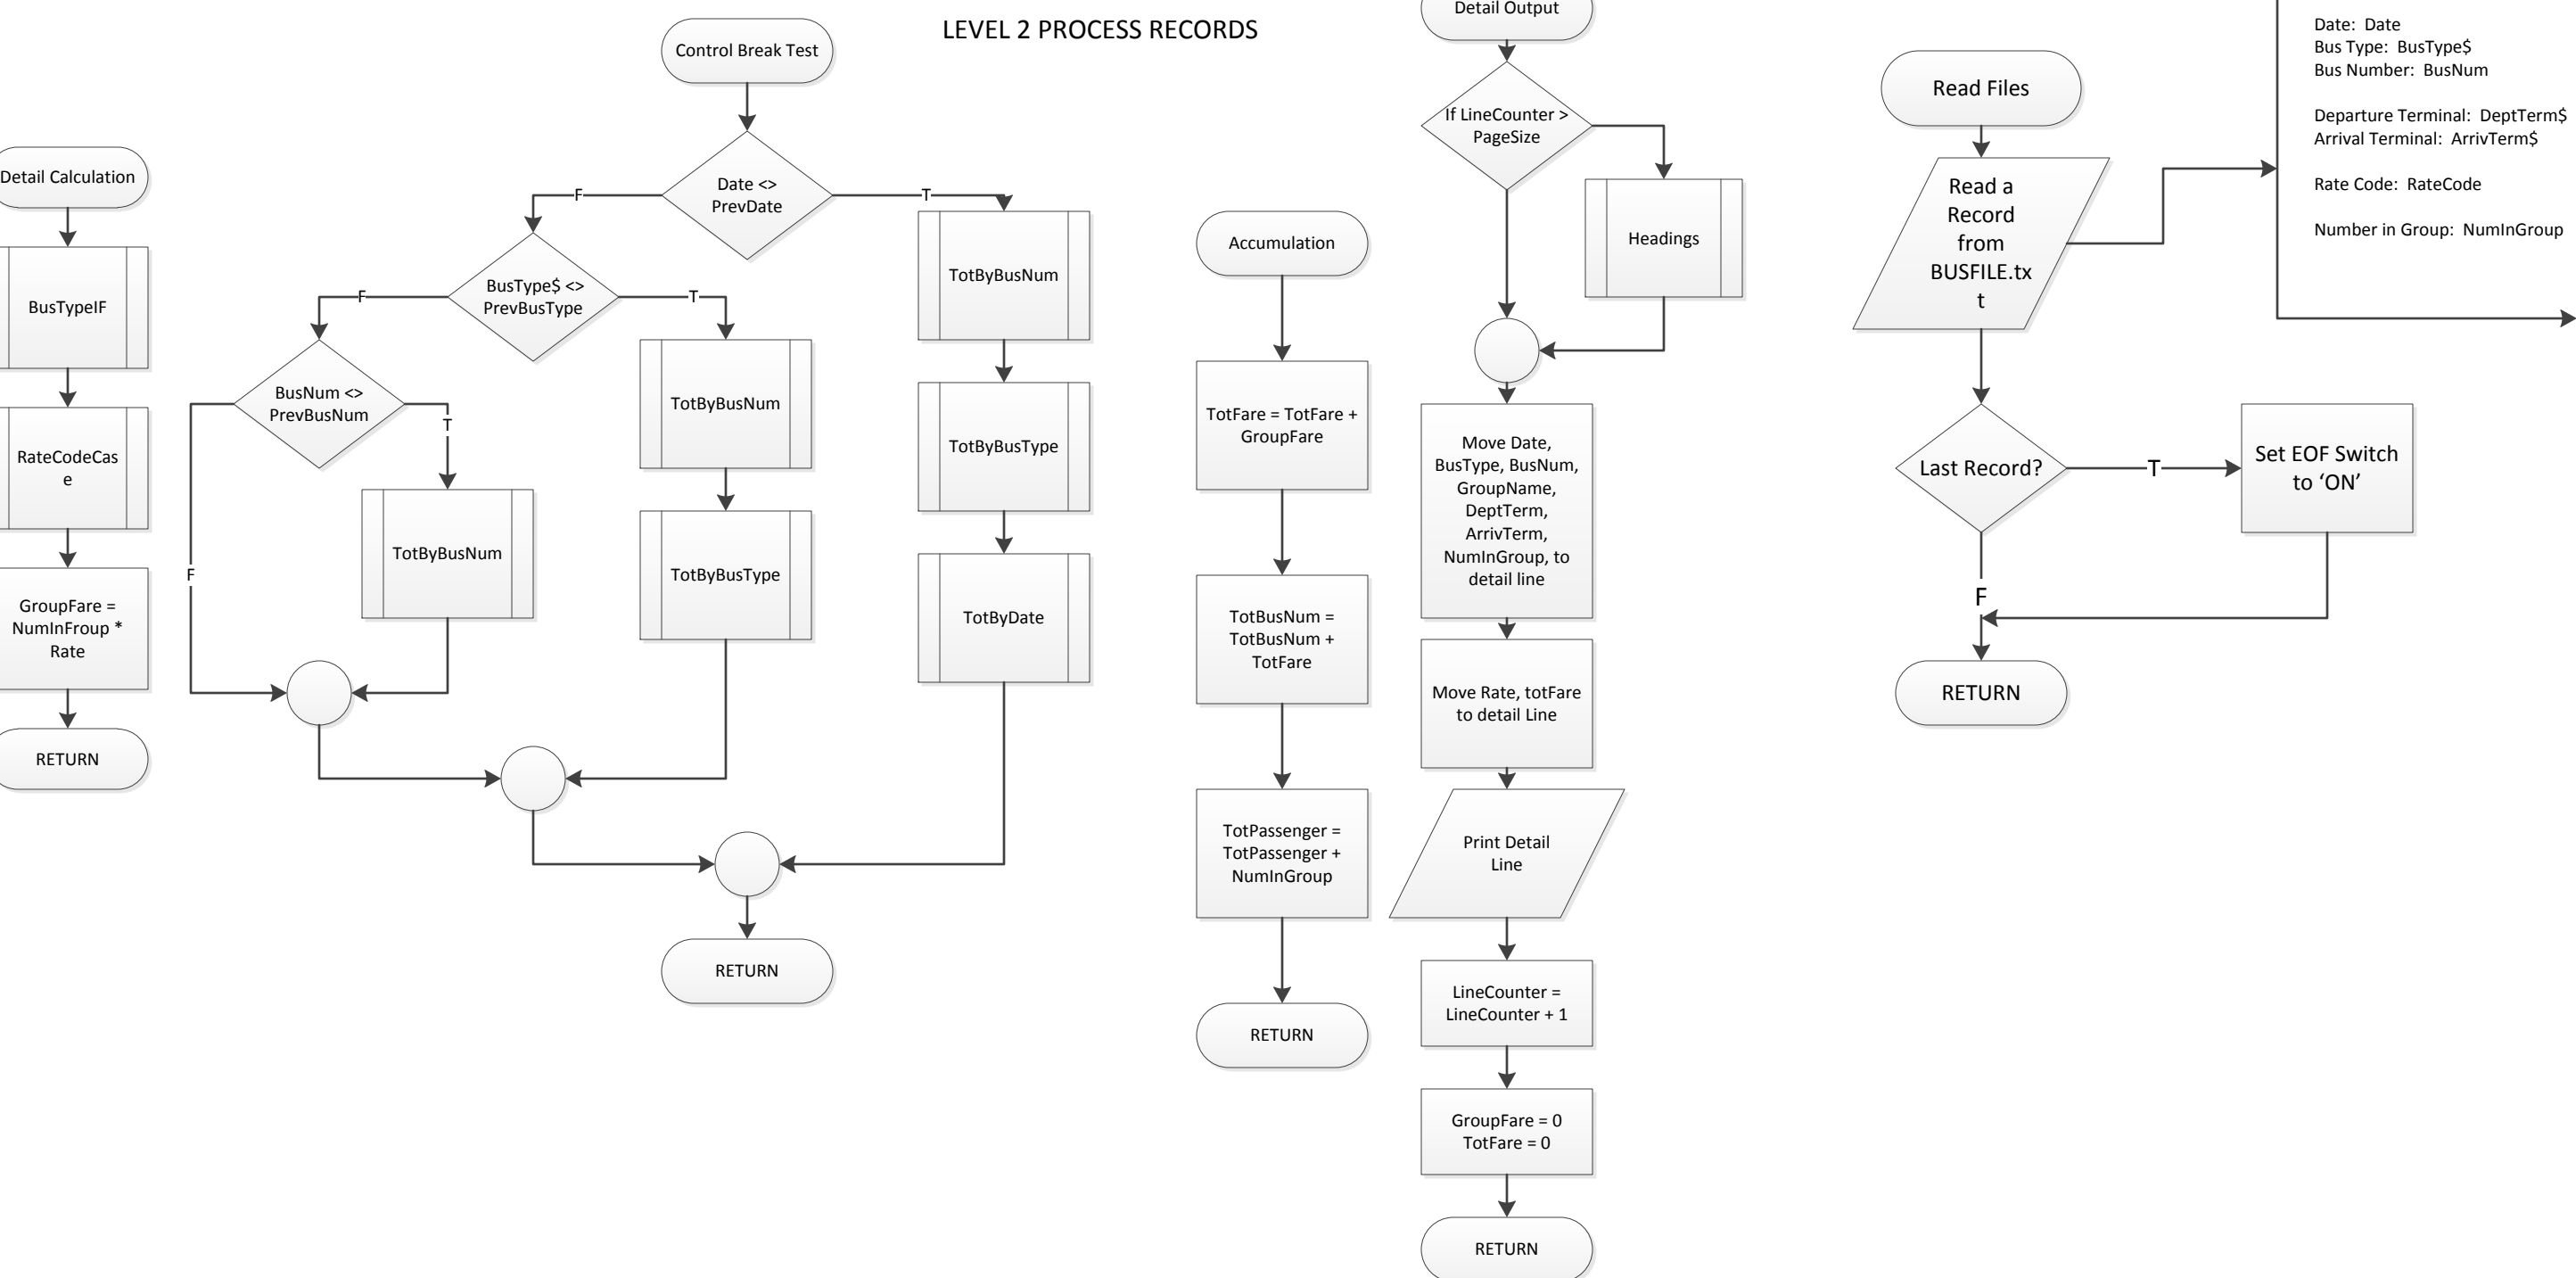 LEVEL 2 PROCESS RECORDS
Detail Calculation
BusTypeIF
RateCodeCas
e
GroupFare =
NumInFroup *
Rate
RETURN
Control Break Test
Date <>
PrevDate
F
T
BusType$ <>
PrevBusType
F
T
BusNum <>
PrevBusNum
F
T
TotByBusNum
TotByBusNum
TotByBusType
TotByBusNum
TotByBusType
TotByDate
RETURN
Accumulation
TotFare = TotFare +
GroupFare
TotBusNum =
TotBusNum +
TotFare
TotPassenger =
TotPassenger +
NumInGroup
RETURN
Detail Output
If LineCounter >
PageSize
Headings
Move Date,
BusType, BusNum,
GroupName,
DeptTerm,
ArrivTerm,
NumInGroup, to
detail line
Move Rate, totFare
to detail Line
Print Detail
Line
LineCounter =
LineCounter + 1
GroupFare = 0
TotFare = 0
RETURN
Read Files
Read a
Record
from
BUSFILE.tx
t
Last Record?
T
Set EOF Switch
to ‘ON’
F
RETURN
Date:  Date
Bus Type:  BusType$
Bus Number:  BusNum
Departure Terminal:  DeptTerm$
Arrival Terminal:  ArrivTerm$
Rate Code:  RateCode
Number in Group:  NumInGroup